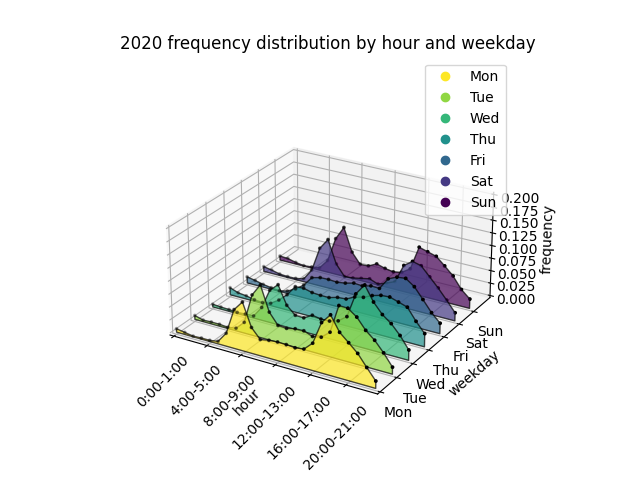 2020 frequency distribution by hour and weekday
Mon
Tue
Wed
Thu
Fri
Sat
Sun
0.200
0.175
0.150
0.125
0.100
0.075
0.050
0.025
0.000
frequency
Sun
Sat
Fri
Thu
Wed
Tue
Mon
weekday
0:00-1:00
4:00-5:00
8:00-9:00
12:00-13:00
16:00-17:00
20:00-21:00
hour